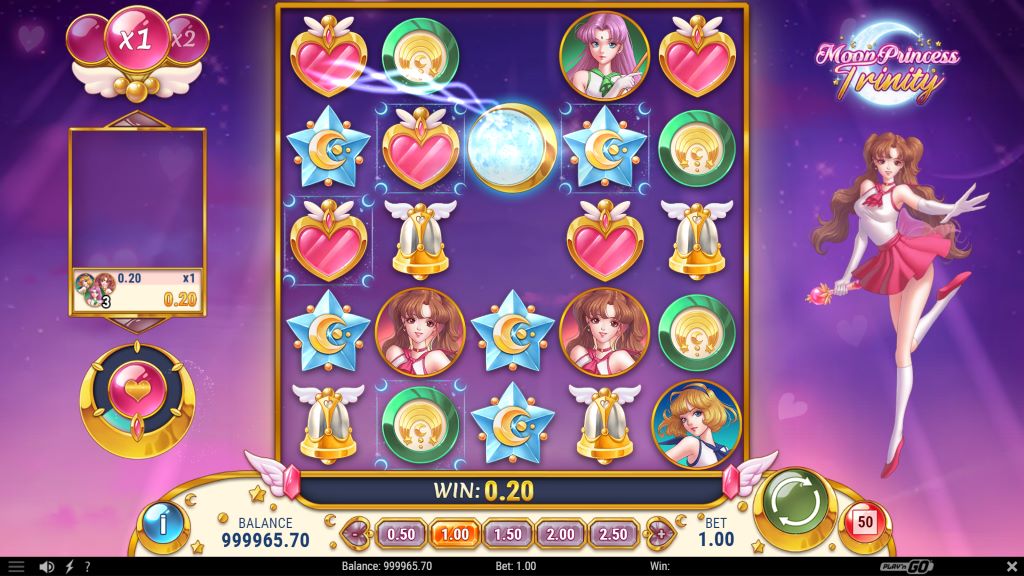 x1
x2
Moon Princess
Trinity
0.20
x1
3
0.20
WIN: 0.20
i
BALANCE
999965.70
-
0.50
1.00
1.50
2.00
2.50
+
BET
1.00
50
?
Balance: 999965.70
Bet: 1.00
Win:
PLAY'n GO